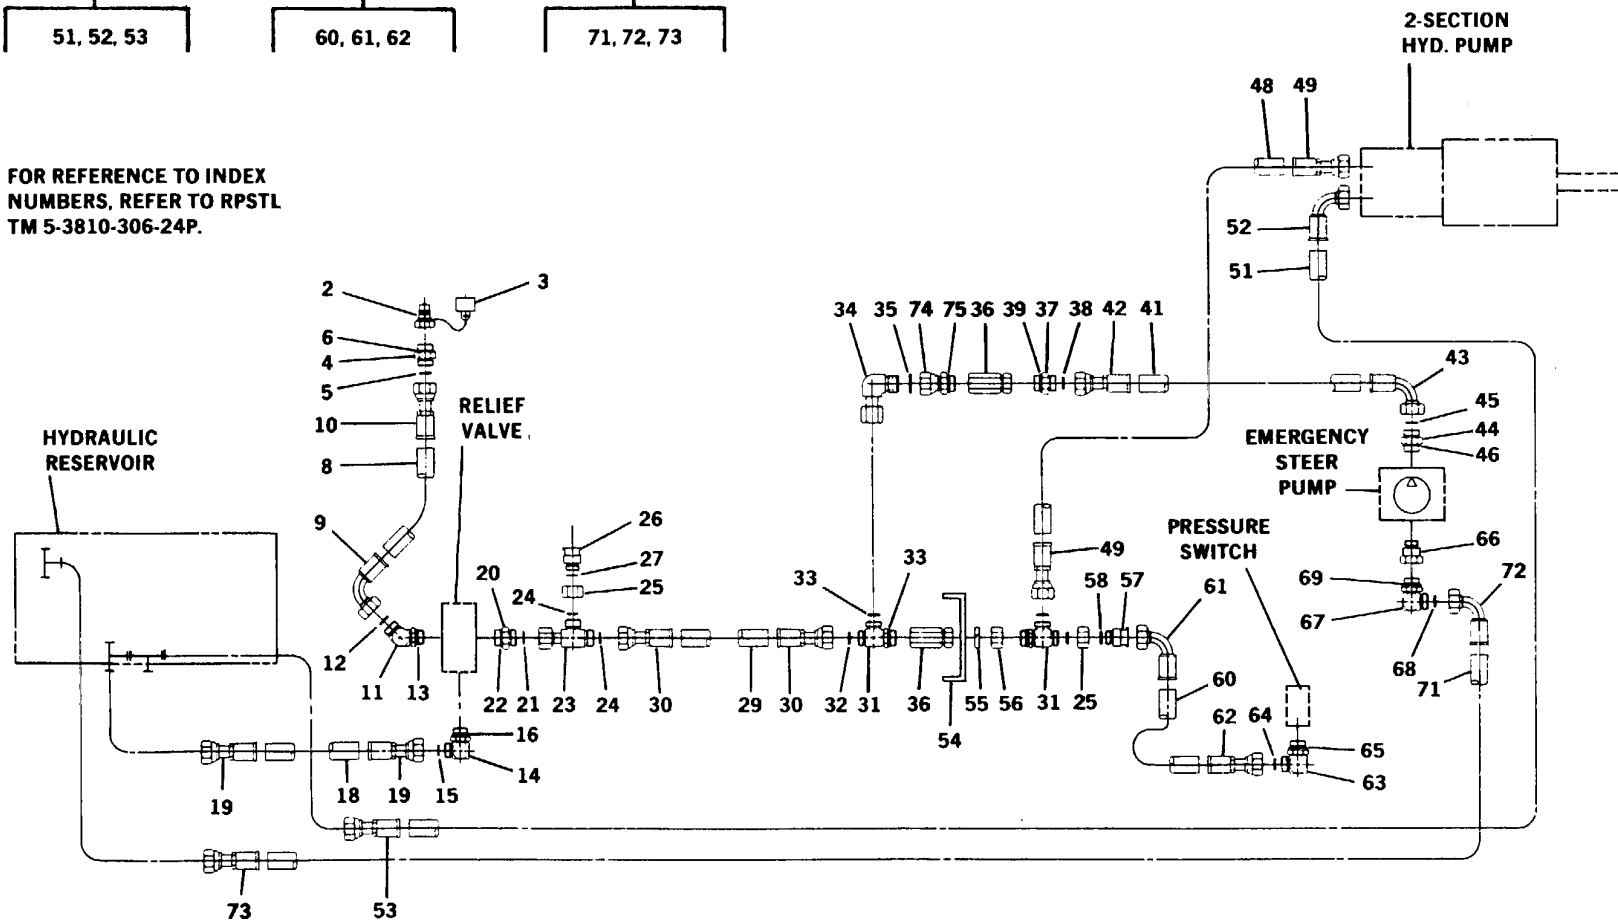 51, 52, 53
60, 61, 62
71, 72, 73
2-SECTION
HYD. PUMP
48 49
FOR REFERENCE TO INDEX
NUMBERS, REFER TO RPSTL
TM 5-3810-306-24P.
52
51
2
3
6
4
5
10
8
9
RELIEF
VALVE
HYDRAULIC
RESERVOIR
34 35 74 75 36 39 37 38 42 41
43
45
44
46
EMERGENCY
STEER
PUMP
PRESSURE
SWITCH
26
27
25
20
24
33
33
49
58 57
61
66
69
67
72
12
11 13
22 21 23 24 30
29 30
32 31
36 55 56
31 25
54
60
68
71
62 64
65
63
16
14
19
18 19 15
73
53